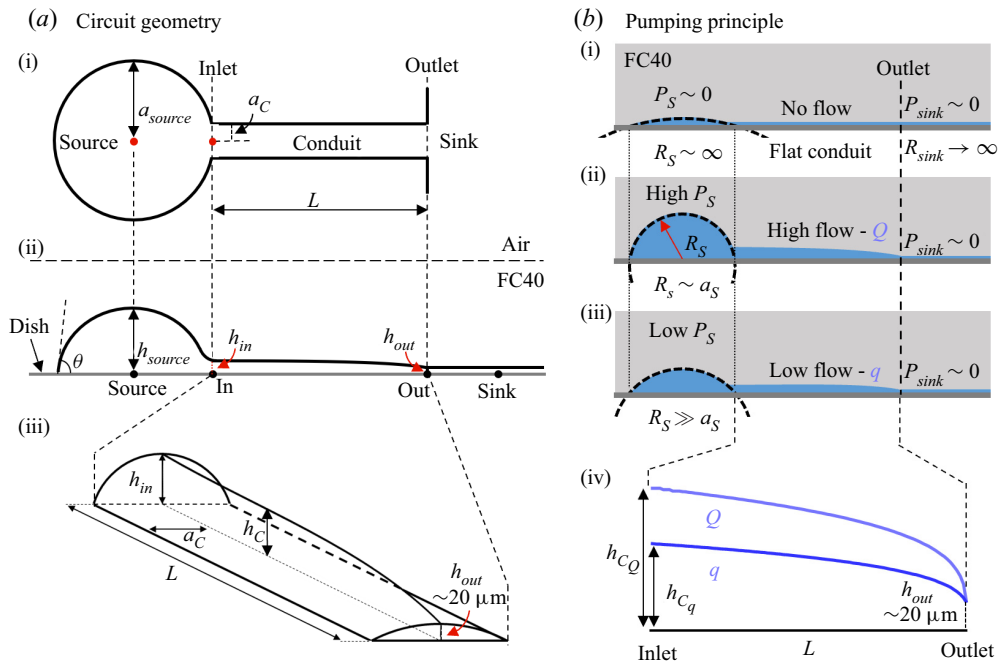 (a) Circuit geometry
(i)
Inlet
Outlet
a_C
a_source
Source
Conduit
Sink
L
(ii)
Air
FC40
Dish
h_in
h_out
θ
h_source
Source
In
Out
Sink
(iii)
h_in
h_C
a_C
L
h_out
~20 μm
(b) Pumping principle
(i)
FC40
Outlet
P_S ~ 0
No flow
P_sink ~ 0
R_S ~ ∞
Flat conduit
R_sink → ∞
(ii)
High P_S
High flow - Q
P_sink ~ 0
R_S
R_s ~ a_S
(iii)
Low P_S
Low flow - q
P_sink ~ 0
R_S ≫ a_S
(iv)
Q
h_C_Q
q
h_C_q
h_out
~20 μm
L
Inlet
Outlet